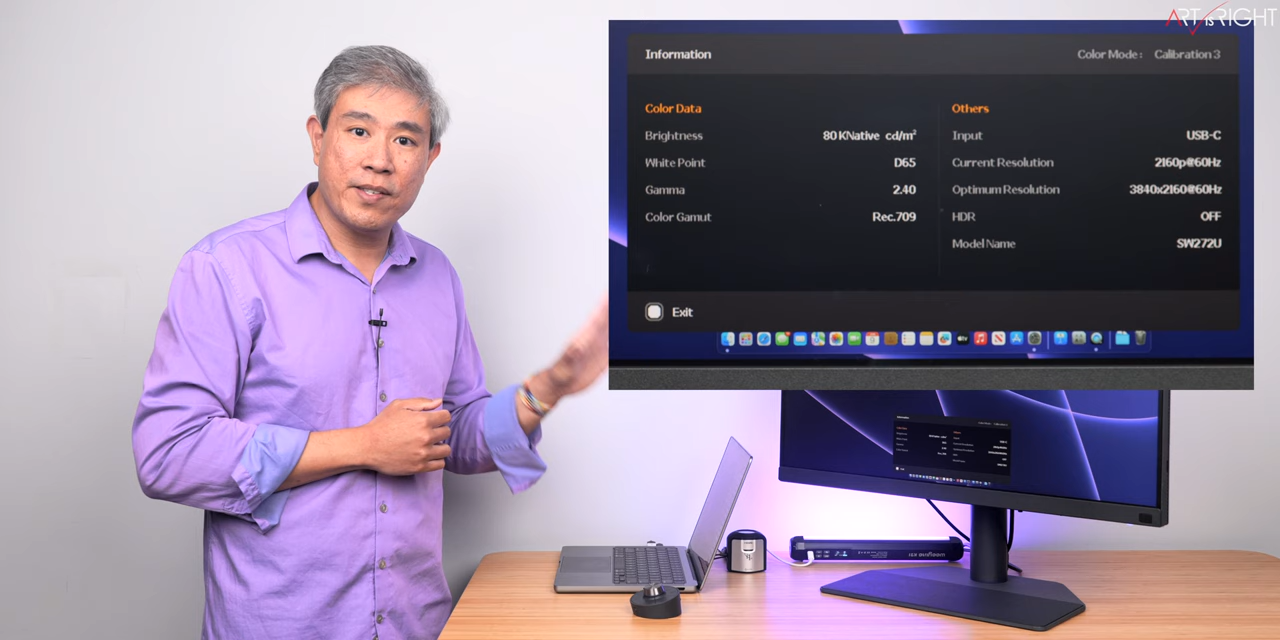 ART is RIGHT
Information
Color Mode: Calibration 3
Color Data
Brightness 80 KNative cd/m²
White Point D65
Gamma 2.40
Color Gamut Rec.709
Others
Input USB-C
Current Resolution 2160p@60Hz
Optimum Resolution 3840x2160@60Hz
HDR OFF
Model Name SW272U
Exit